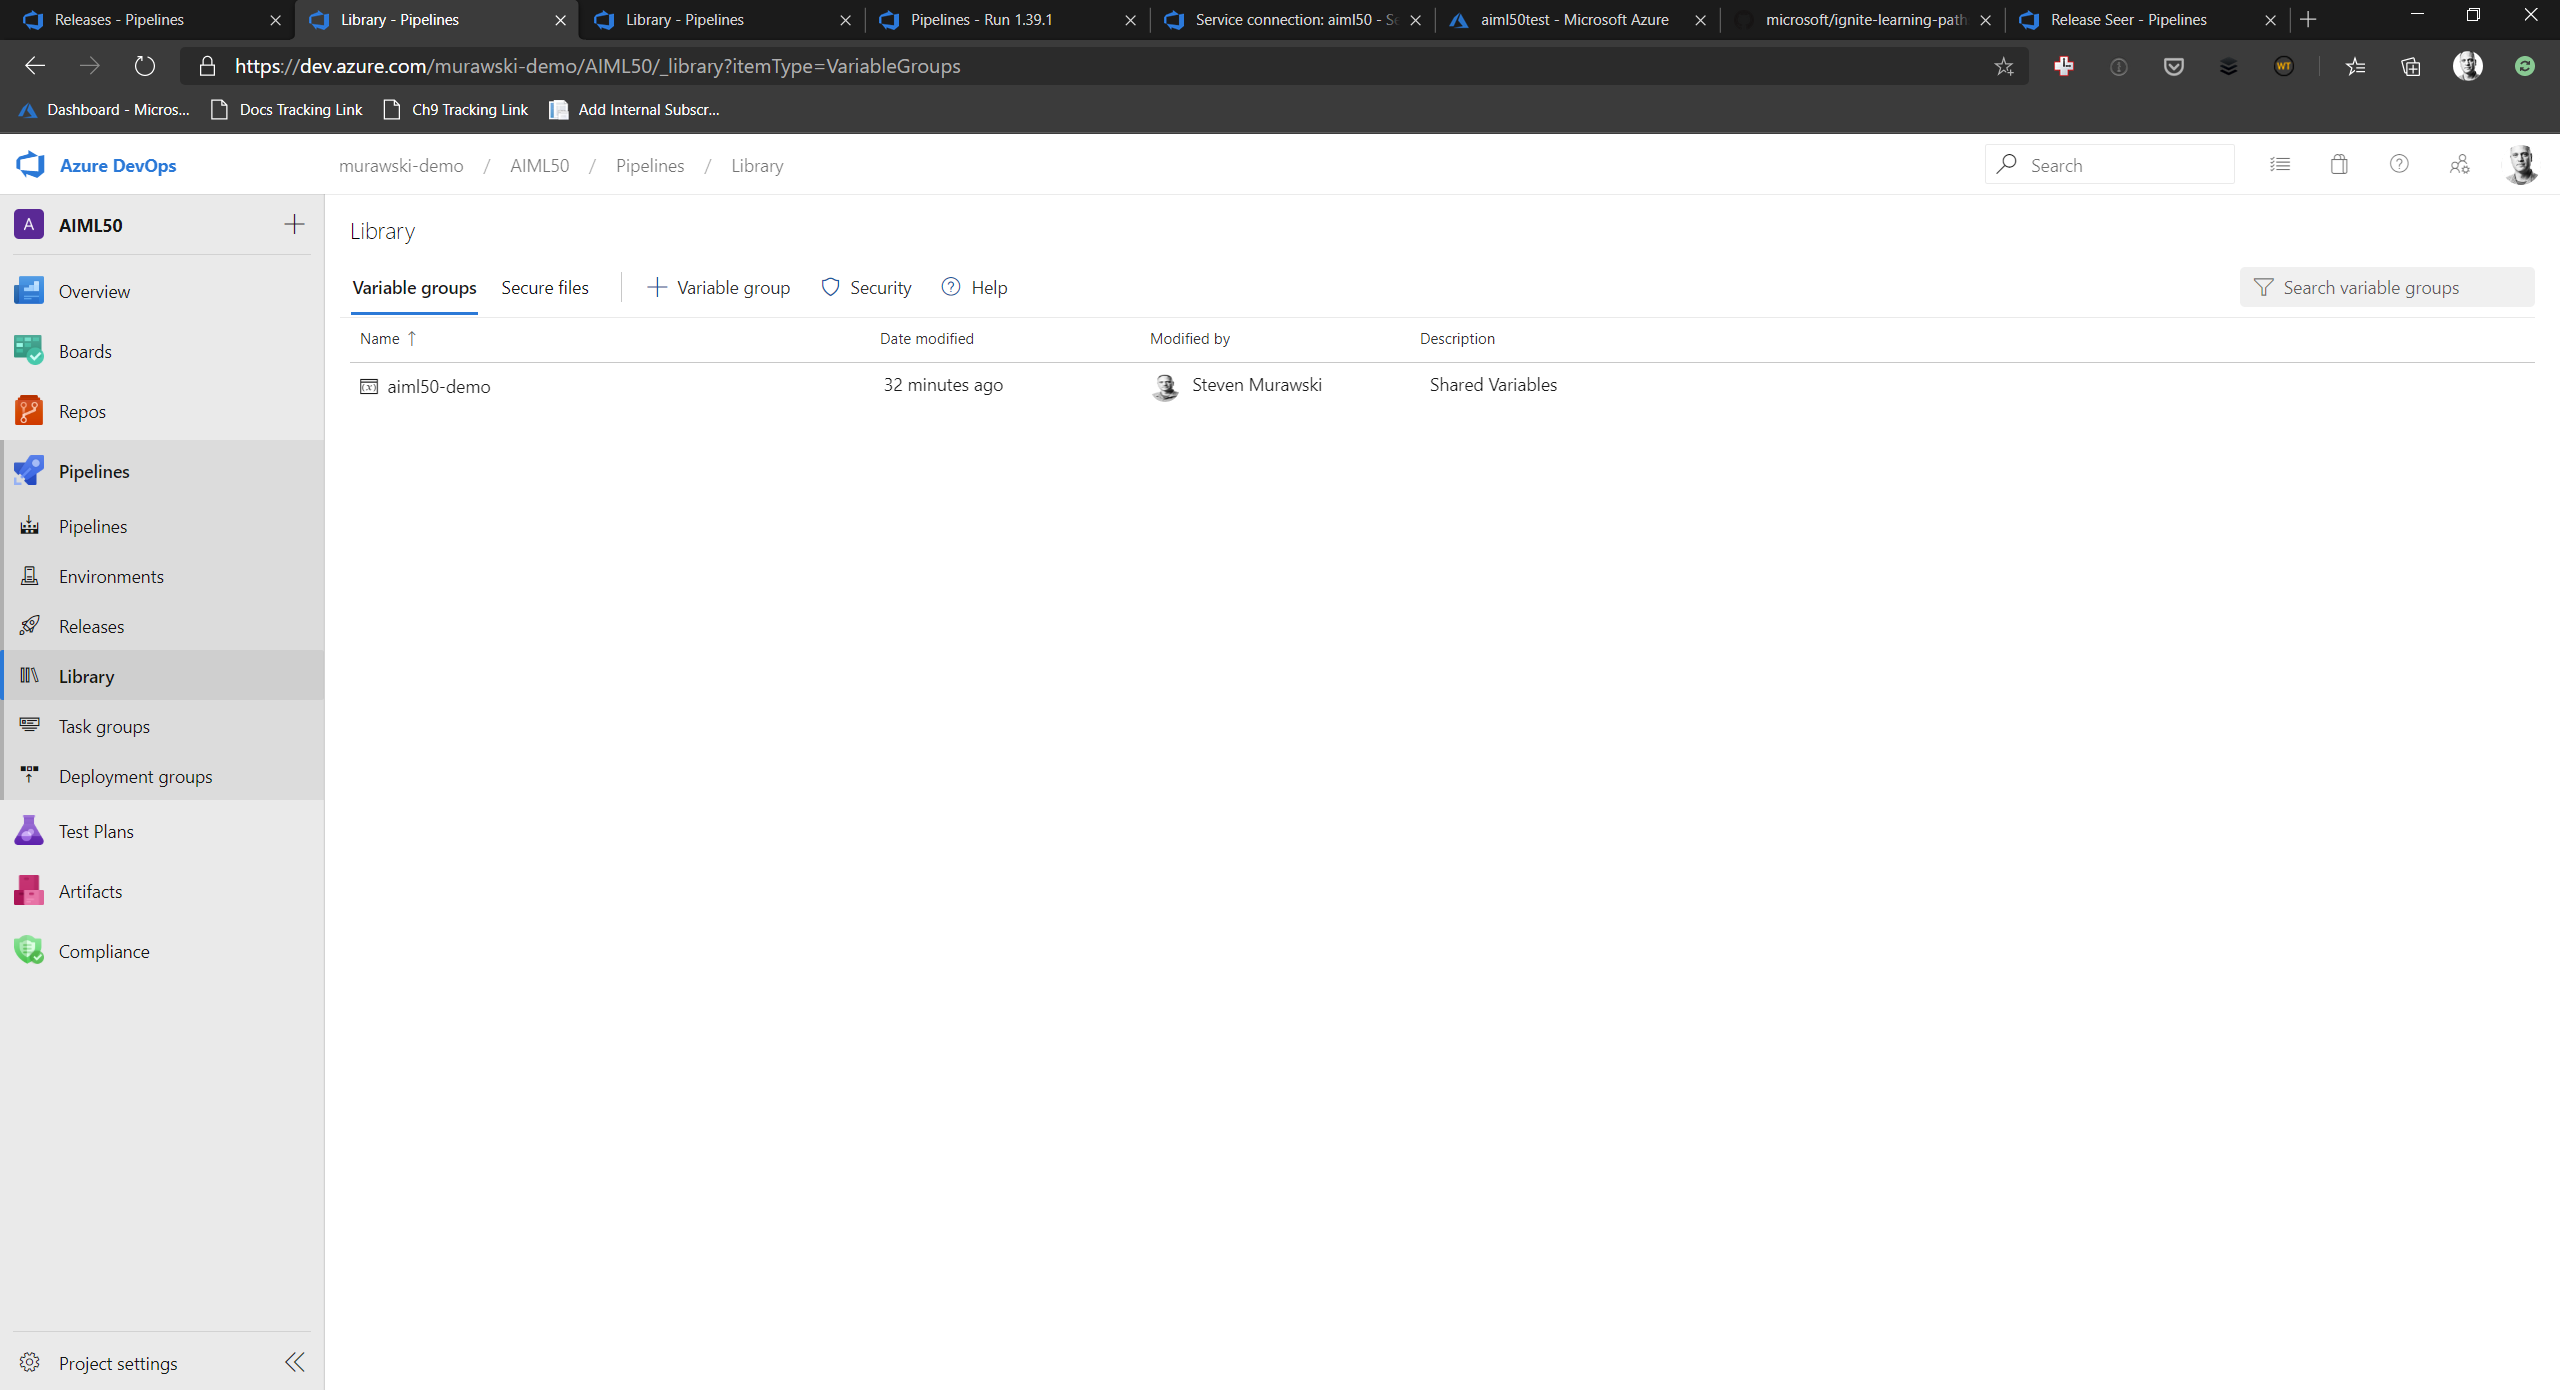 Releases - Pipelines
Library - Pipelines
Library - Pipelines
Pipelines - Run 1.39.1
Service connection: aiml50 - Se
aiml50test - Microsoft Azure
microsoft/ignite-learning-path
Release Seer - Pipelines
https://dev.azure.com/murawski-demo/AIML50/_library?itemType=VariableGroups
WT
Dashboard - Micros...
Docs Tracking Link
Ch9 Tracking Link
Add Internal Subscr...
Azure DevOps
murawski-demo / AIML50 / Pipelines / Library
Search
A AIML50
Overview
Boards
Repos
Pipelines
Pipelines
Environments
Releases
Library
Task groups
Deployment groups
Test Plans
Artifacts
Compliance
Project settings
Library
Variable groups Secure files Variable group Security Help
Search variable groups
Name Date modified Modified by Description
aiml50-demo 32 minutes ago Steven Murawski Shared Variables